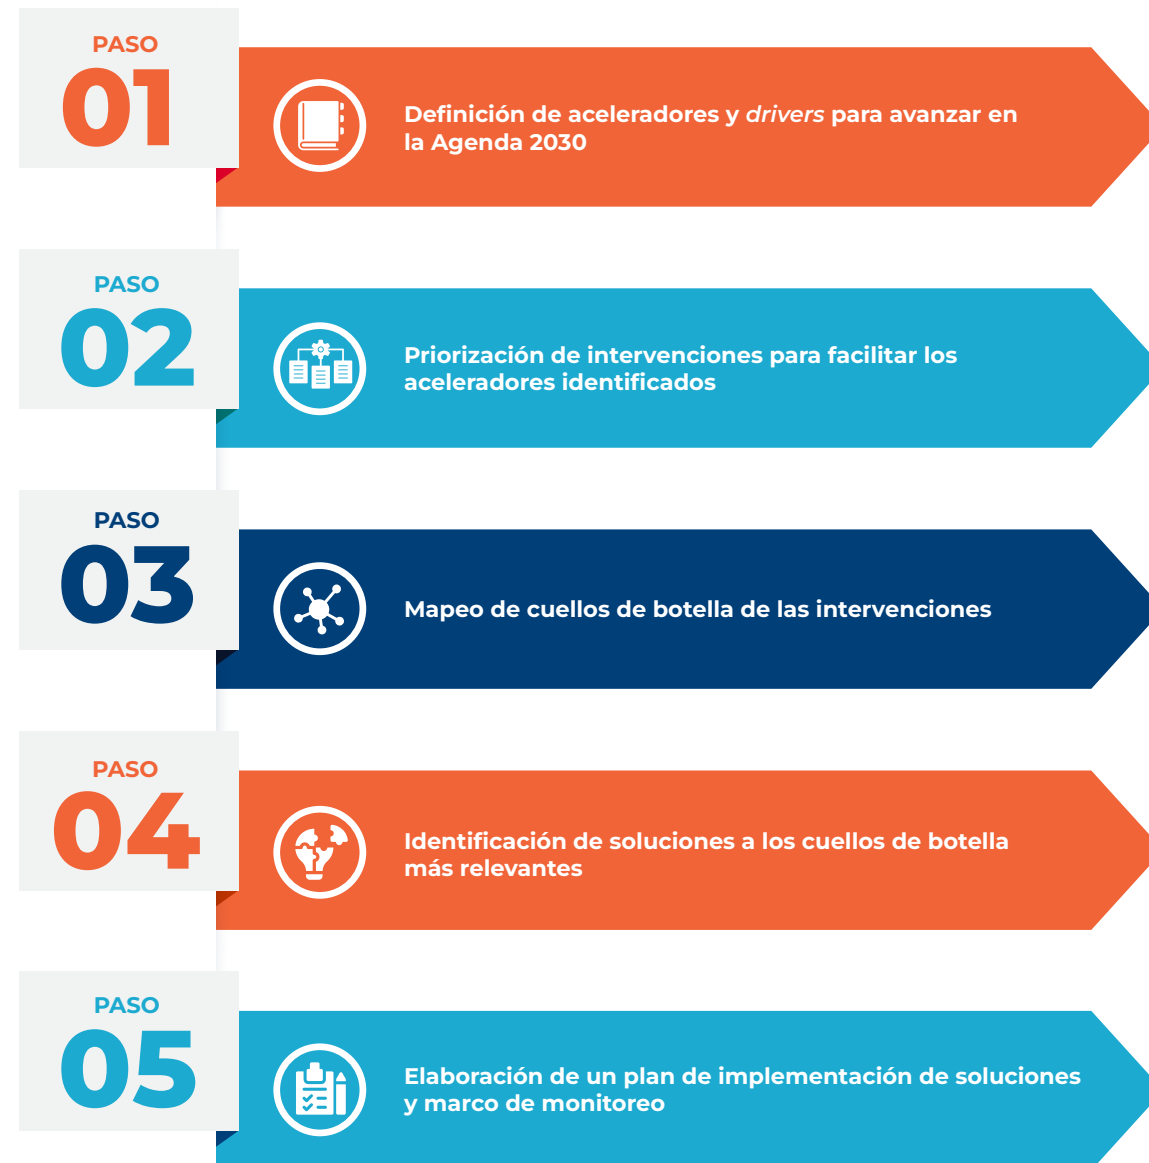 PASO
01
Definición de aceleradores y drivers para avanzar en
la Agenda 2030
PASO
02
Priorización de intervenciones para facilitar los
aceleradores identificados
PASO
03
Mapeo de cuellos de botella de las intervenciones
PASO
04
Identificación de soluciones a los cuellos de botella
más relevantes
PASO
05
Elaboración de un plan de implementación de soluciones
y marco de monitoreo